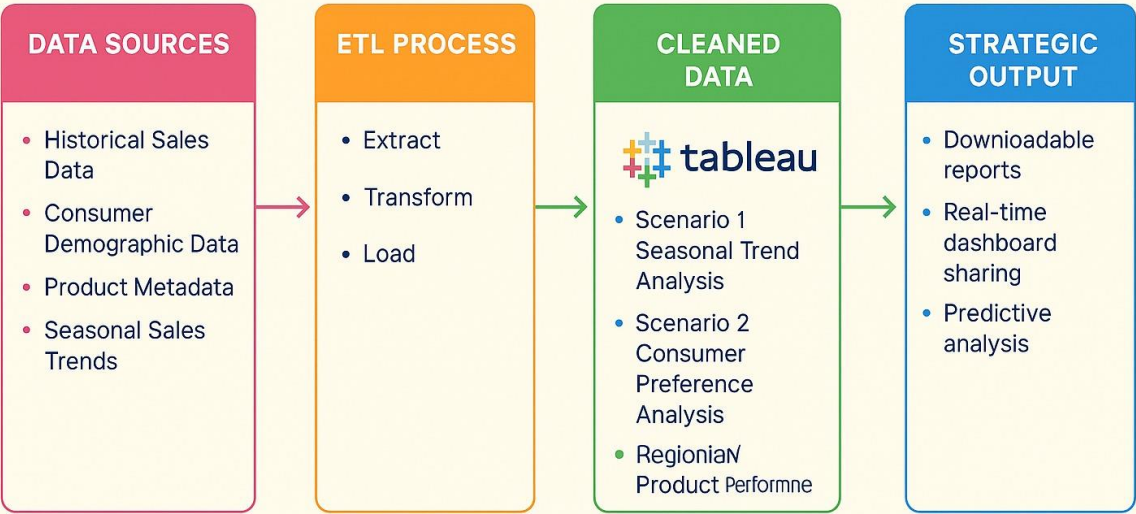 DATA SOURCES
Historical Sales
Data
Consumer
Demographic Data
Product Metadata
Seasonal Sales
Trends
ETL PROCESS
Extract
Transform
Load
CLEANED
DATA
tableau
Scenario 1
Seasonal Trend
Analysis
Scenario 2
Consumer
Preference
Analysis
Product Performne
STRATEGIC
OUTPUT
Downioadable
reports
Real-time
dashboard
sharing
Predictive
analysis